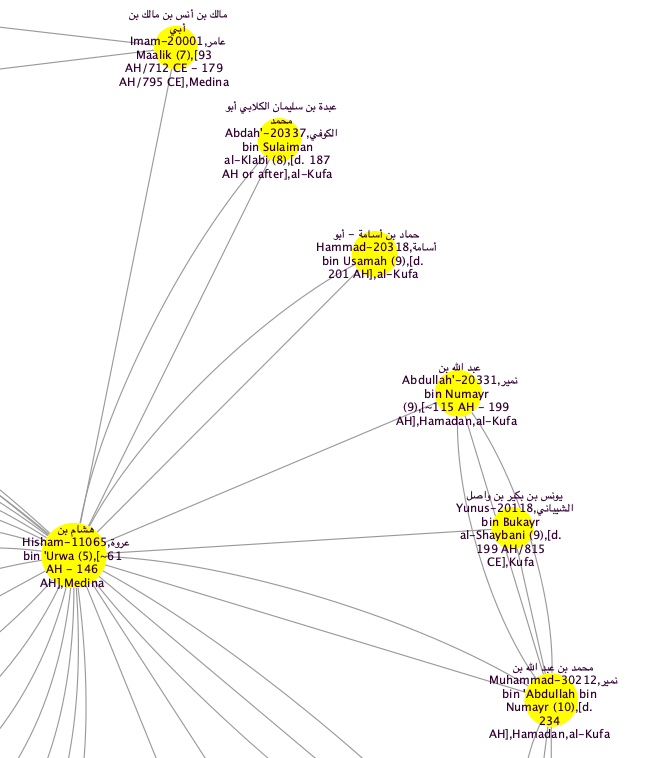 مالك بن أنس بن مالك بن
أبي
عامر,Imam-20001
Maalik (7),[93
AH/712 CE - 179
AH/795 CE],Medina
عبدة بن سليمان الكلابي أبو
محمد
الكوفي,Abdah'-20337
bin Sulaiman
al-Klabi (8),[d. 187
AH or after],al-Kufa
حماد بن أسامة - أبو
أسامة,Hammad-20318
bin Usamah (9),[d.
201 AH],al-Kufa
عبد الله بن
نمير,Abdullah'-20331
bin Numayr
(9),[~115 AH - 199
AH],Hamadan,al-Kufa
يونس بن بكير بن واصل
الشيباني,Yunus-20118
bin Bukayr
al-Shaybani (9),[d.
199 AH/815
CE],Kufa
هشام بن
عروة,Hisham-11065
bin 'Urwa (5),[~61
AH - 146
AH],Medina
محمد بن عبد الله بن
نمير,Muhammad-30212
bin 'Abdullah bin
Numayr (10),[d.
234
AH],Hamadan,al-Kufa